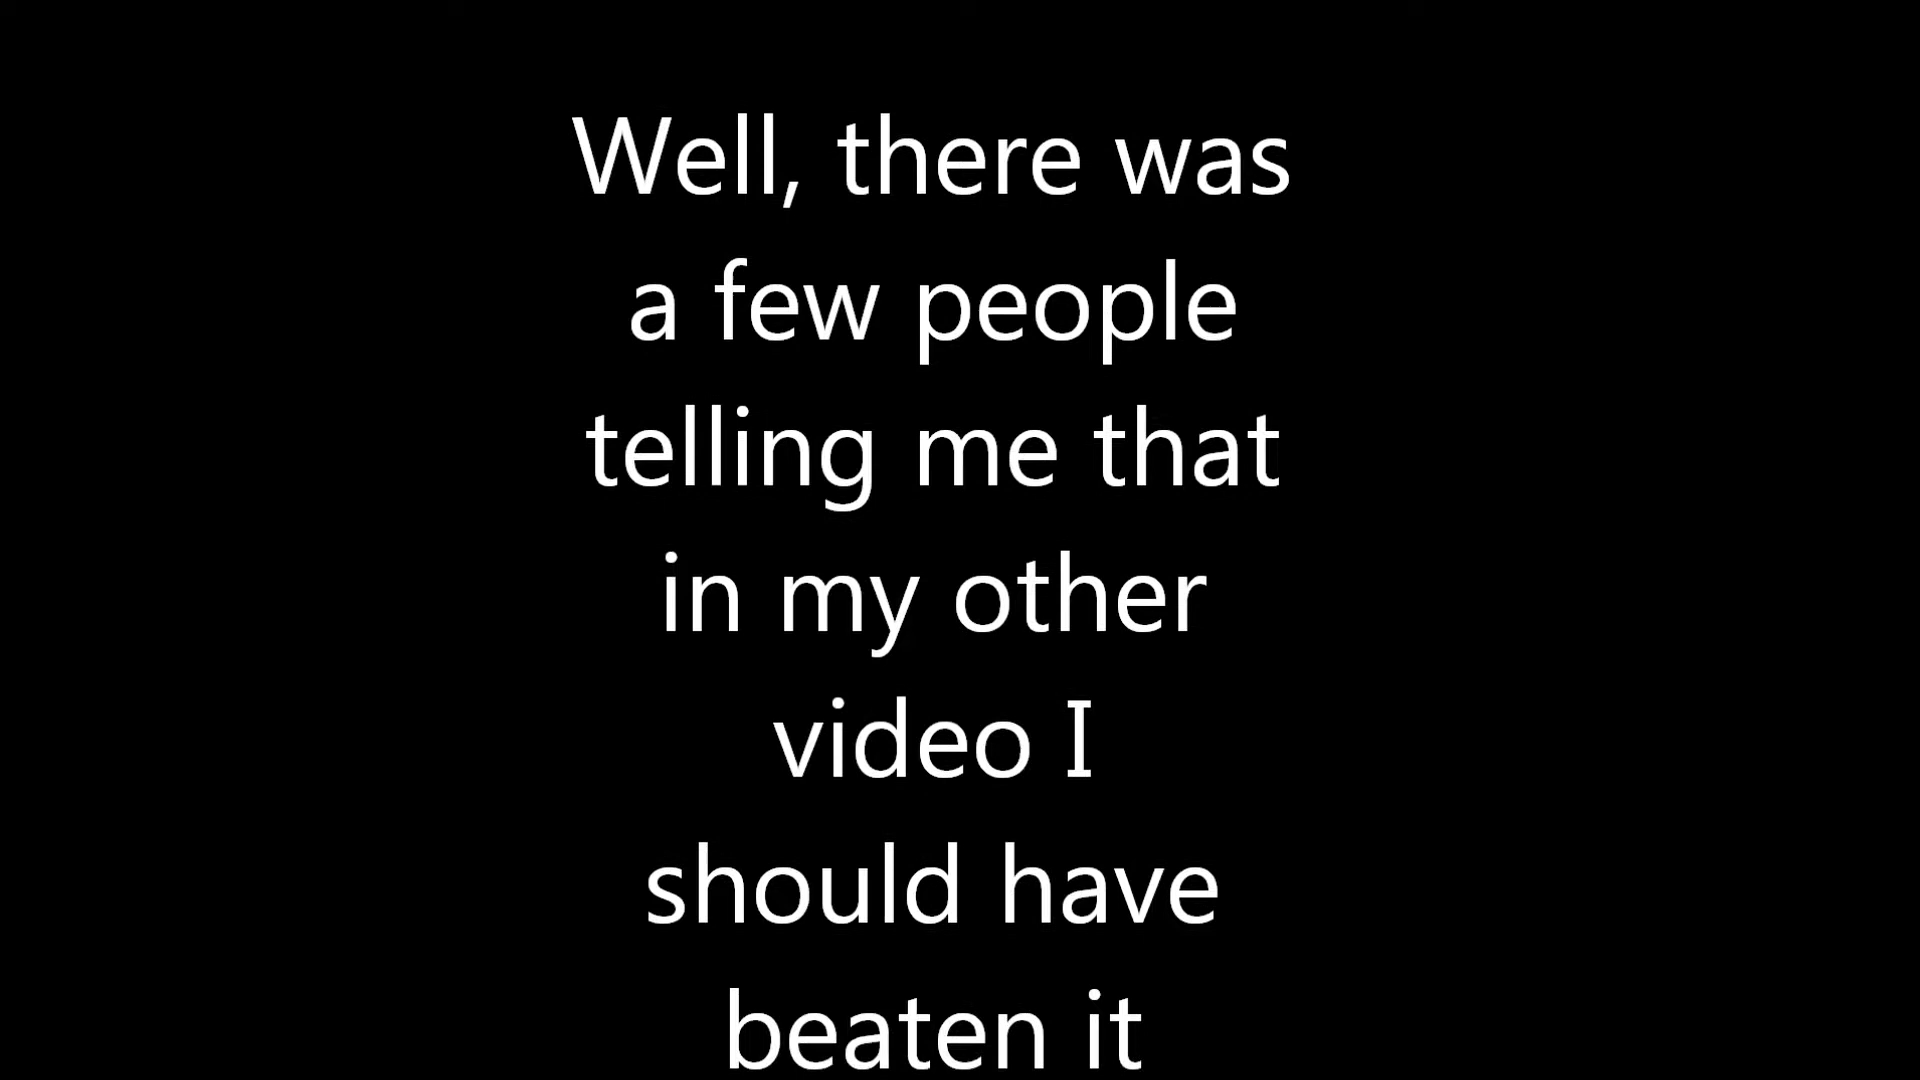 Well, there was
a few people
telling me that
in my other
video I
should have
beaten it